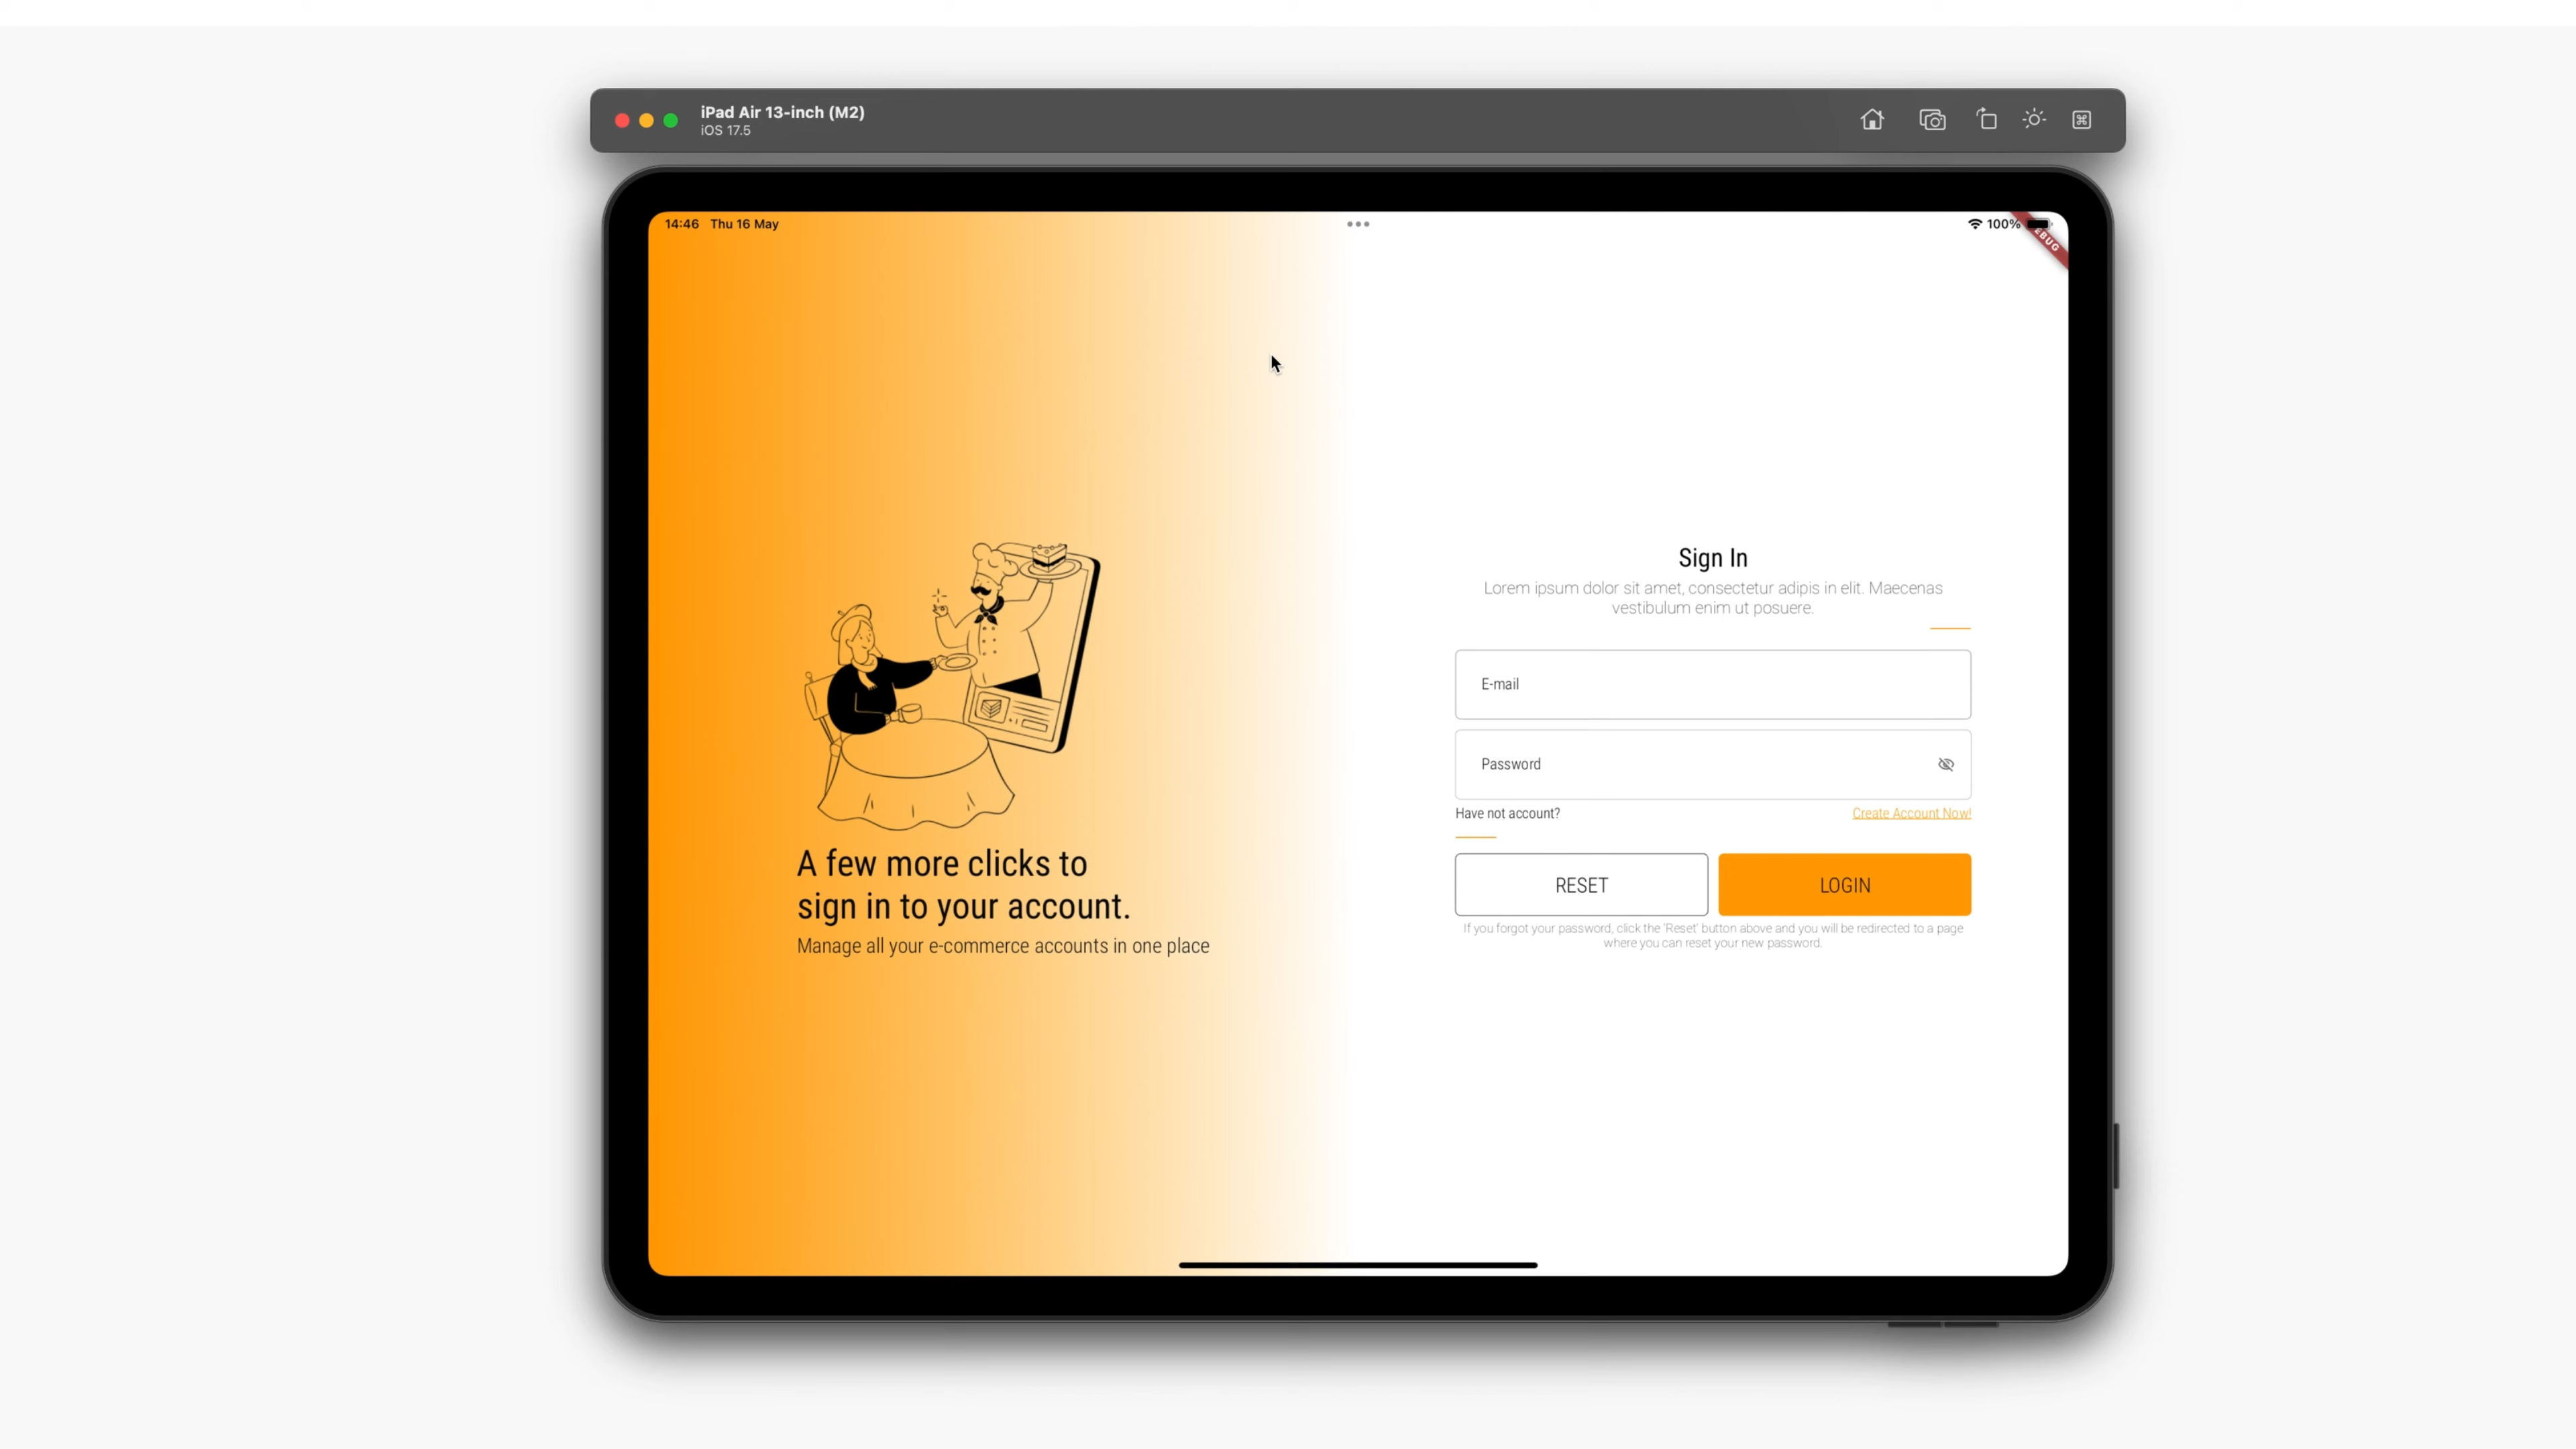 iPad Air 13-inch (M2)
iOS 17.5
14:46 Thu 16 May
100%
A few more clicks to
sign in to your account.
Manage all your e-commerce accounts in one place
Sign In
Lorem ipsum dolor sit amet, consectetur adipis in elit. Maecenas
vestibulum enim ut posuere.
E-mail
Password
Have not account? Create Account Now!
RESET LOGIN
If you forgot your password, click the 'Reset' button above and you will be redirected to a page
where you can reset your new password.